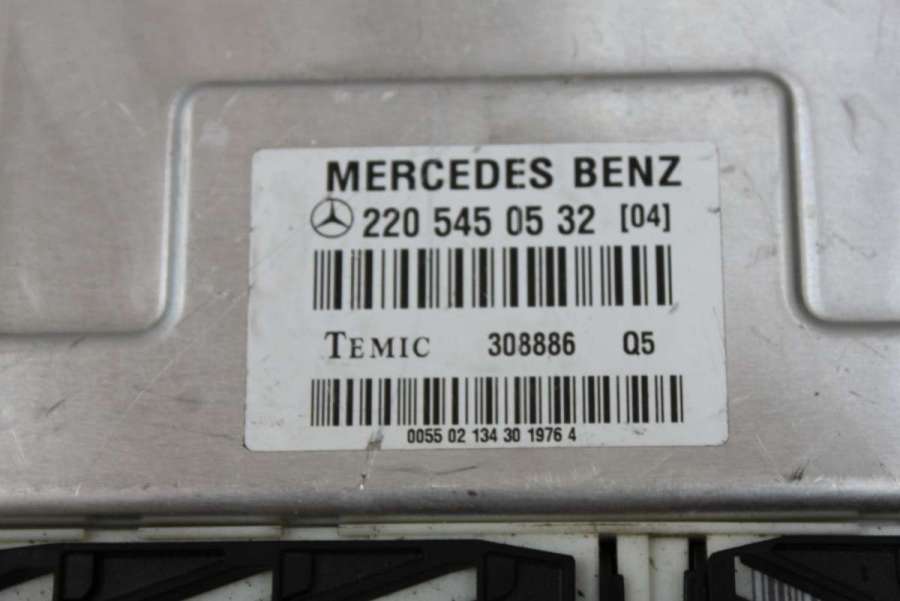 MERCEDES BENZ
220 545 05 32 [04]
TEMIC 308886 Q5
0055 02 134 30 1976 4